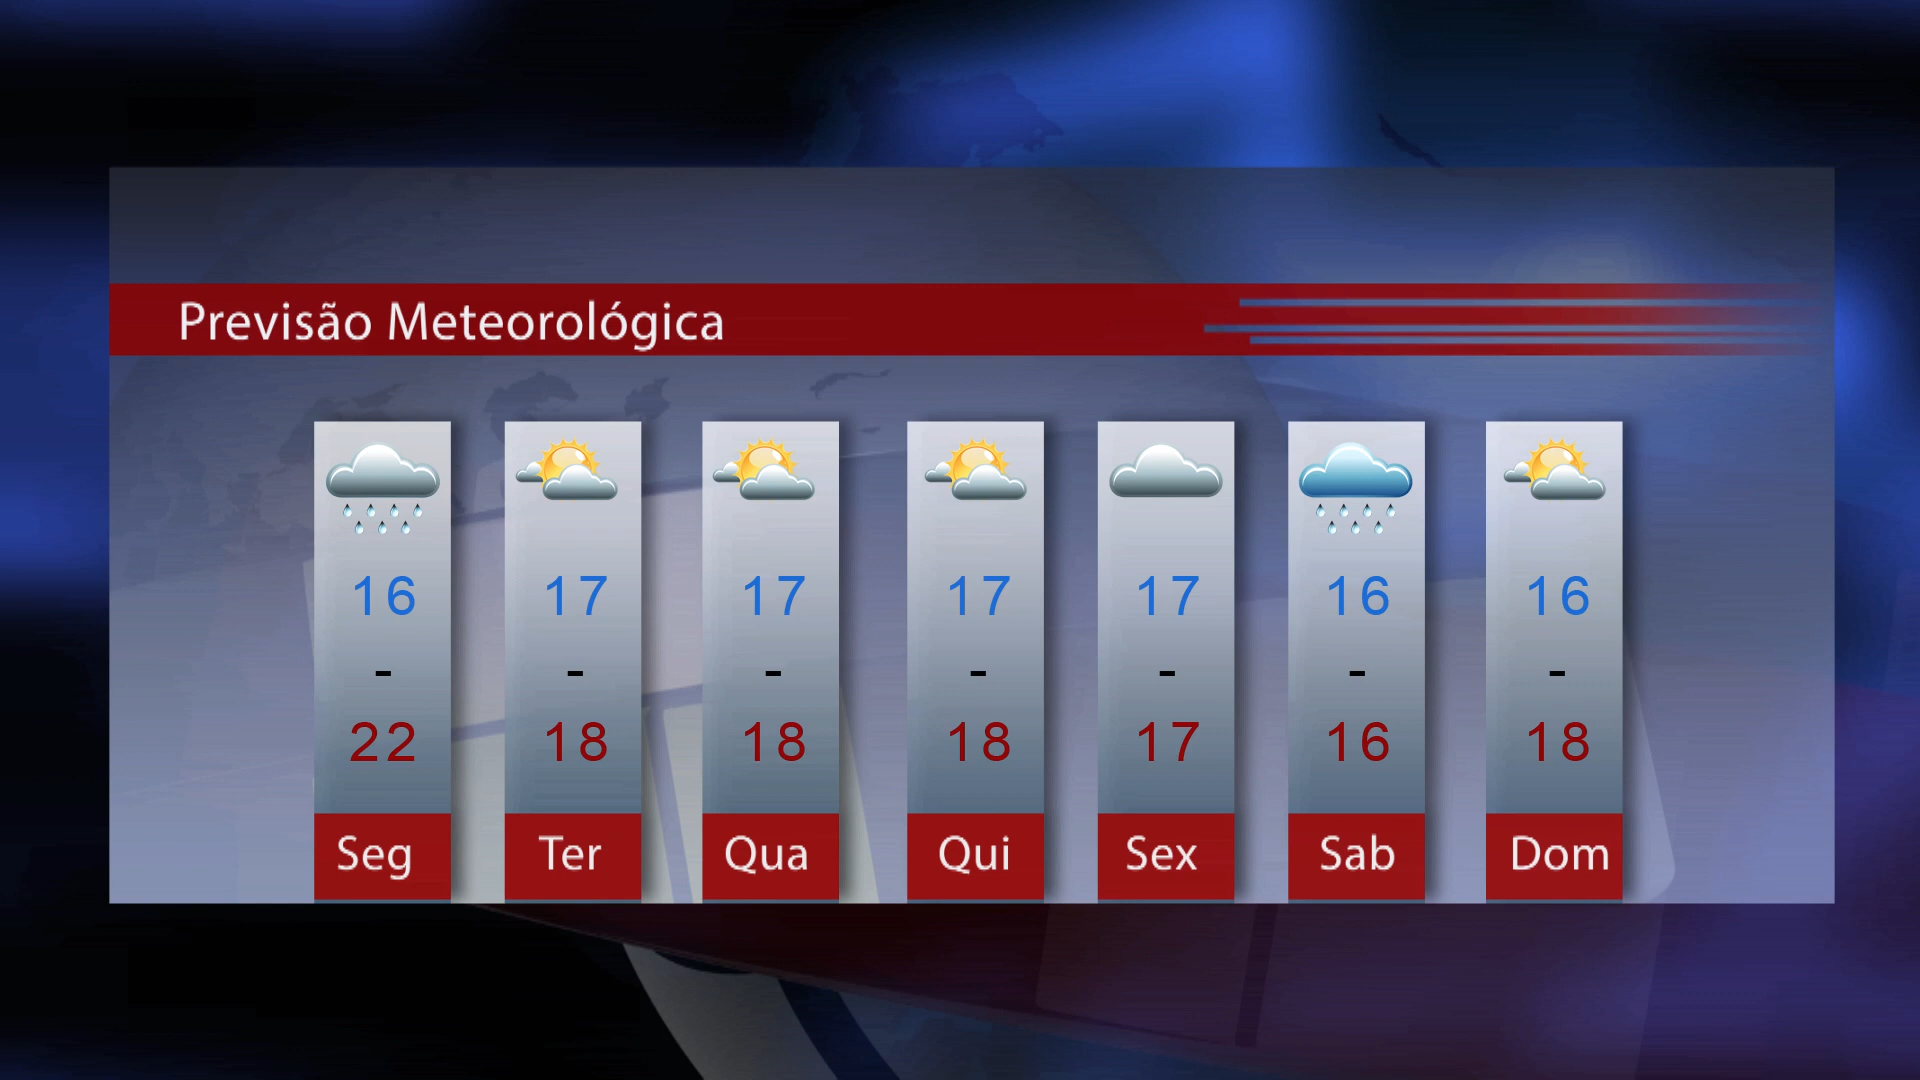 Previsão Meteorológica
16 17 17 17 17 16 16
- - - - - - -
22 18 18 18 17 16 18
Seg Ter Qua Qui Sex Sab Dom